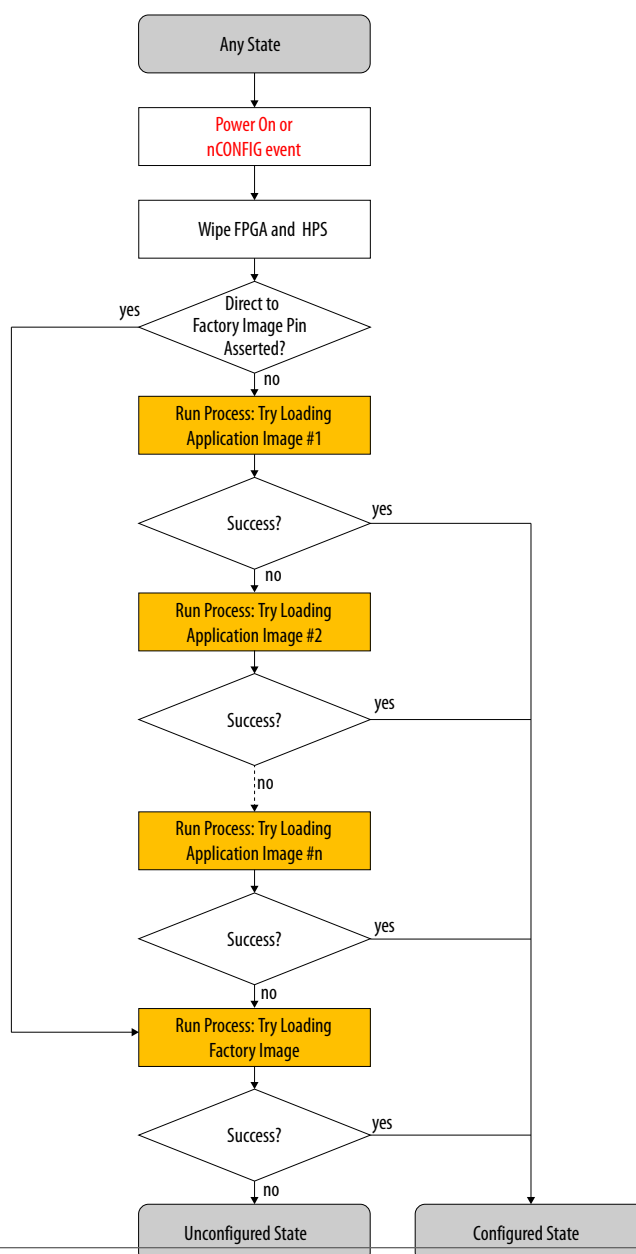 Any State
Power On or
nCONFIG event
Wipe FPGA and HPS
yes
Direct to
Factory Image Pin
Asserted?
no
Run Process: Try Loading
Application Image #1
Success?
yes
no
Run Process: Try Loading
Application Image #2
Success?
yes
no
Run Process: Try Loading
Application Image #n
Success?
yes
no
Run Process: Try Loading
Factory Image
Success?
yes
no
Unconfigured State
Configured State